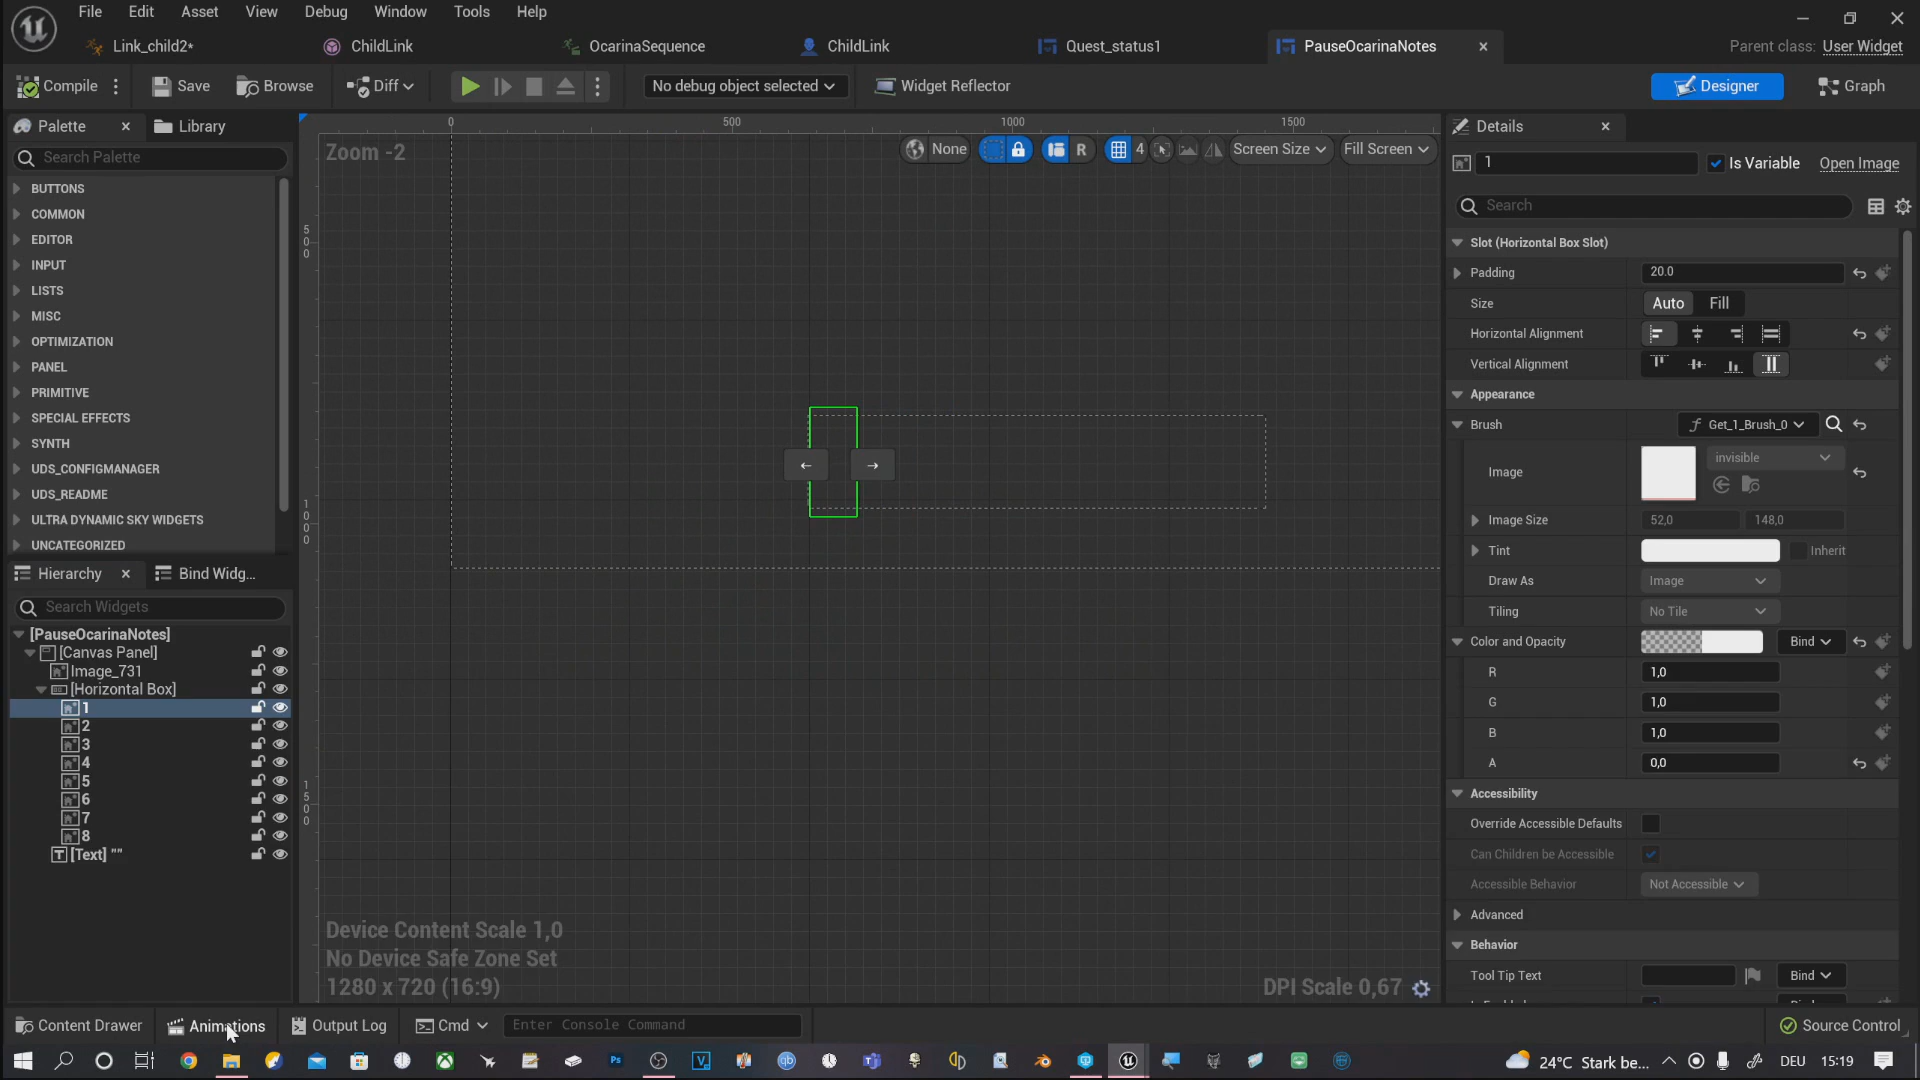 File Edit Asset View Debug Window Tools Help
Link_child2* ChildLink OcarinaSequence ChildLink Quest_status1 PauseOcarinaNotes Parent class: User Widget
Compile Save Browse Diff No debug object selected Widget Reflector Designer Graph
Palette Library
Search Palette
BUTTONS
COMMON
EDITOR
INPUT
LISTS
MISC
OPTIMIZATION
PANEL
PRIMITIVE
SPECIAL EFFECTS
SYNTH
UDS_CONFIGMANAGER
UDS_README
ULTRA DYNAMIC SKY WIDGETS
UNCATEGORIZED
Hierarchy Bind Widg...
Search Widgets
[PauseOcarinaNotes]
[Canvas Panel]
Image_731
[Horizontal Box]
1
2
3
4
5
6
7
8
[Text] ""
0 500 1000 1500
Zoom -2
None R 4 Screen Size Fill Screen
500
1000
1500
Device Content Scale 1,0
No Device Safe Zone Set
1280 x 720 (16:9)
DPI Scale 0,67
Details
1 Is Variable Open Image
Search
Slot (Horizontal Box Slot)
Padding 20.0
Size Auto Fill
Horizontal Alignment
Vertical Alignment
Appearance
Brush Get_1_Brush_0
Image invisible
Image Size 52,0 148,0
Tint Inherit
Draw As Image
Tiling No Tile
Color and Opacity Bind
R 1,0
G 1,0
B 1,0
A 0,0
Accessibility
Override Accessible Defaults
Can Children be Accessible
Accessible Behavior Not Accessible
Advanced
Behavior
Tool Tip Text Bind
Content Drawer Animations Output Log Cmd Enter Console Command Source Control
24°C Stark be... DEU 15:19